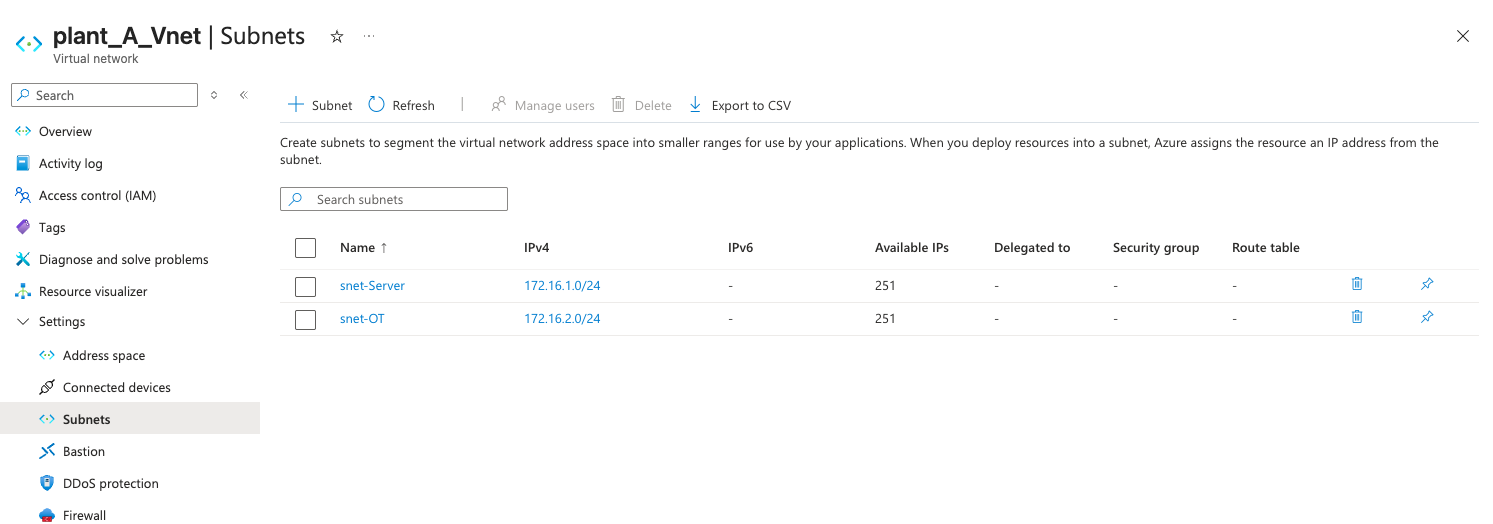 plant_A_Vnet | Subnets
Virtual network
Search
Overview
Activity log
Access control (IAM)
Tags
Diagnose and solve problems
Resource visualizer
Settings
Address space
Connected devices
Subnets
Bastion
DDoS protection
Firewall
Subnet Refresh | Manage users Delete Export to CSV
Create subnets to segment the virtual network address space into smaller ranges for use by your applications. When you deploy resources into a subnet, Azure assigns the resource an IP address from the
subnet.
Search subnets
Name ↑ IPv4 IPv6 Available IPs Delegated to Security group Route table
snet-Server 172.16.1.0/24 - 251 - - -
snet-OT 172.16.2.0/24 - 251 - - -